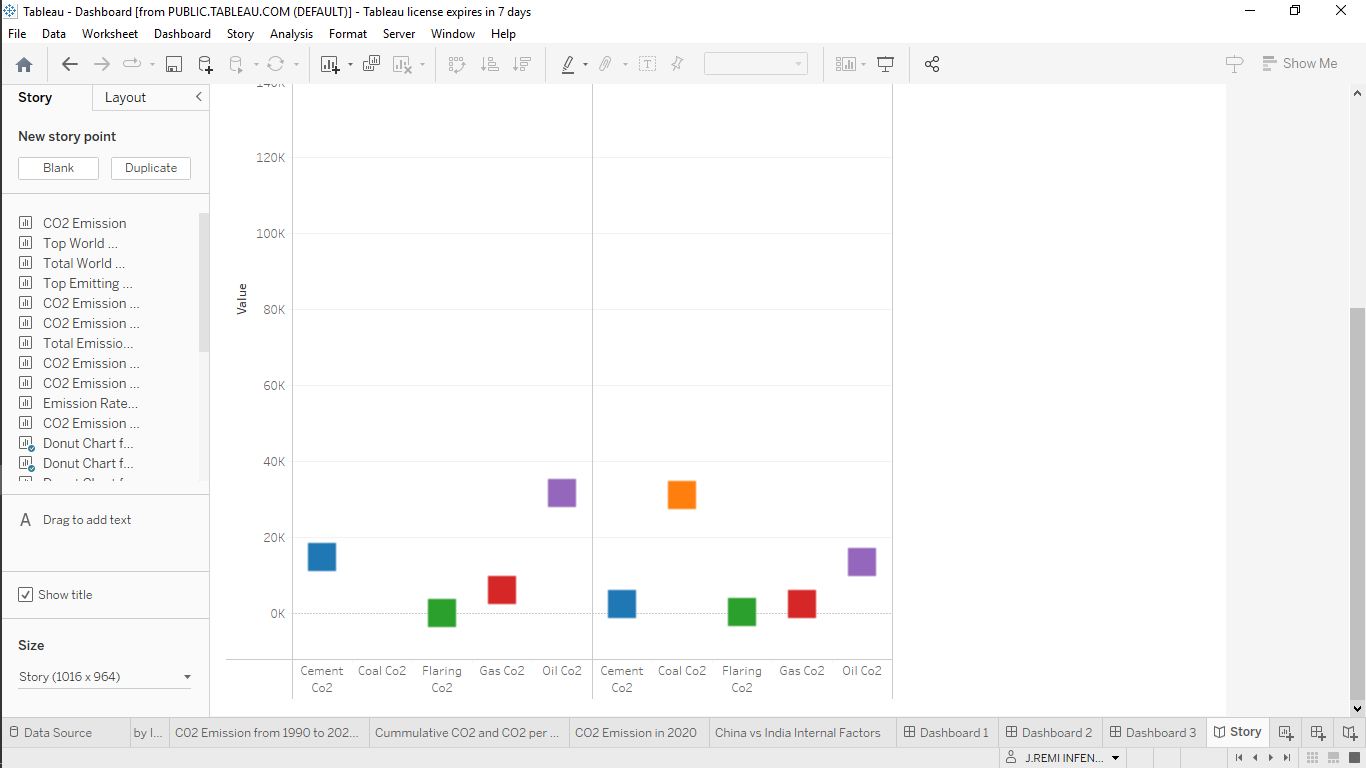 Tableau - Dashboard [from PUBLIC.TABLEAU.COM (DEFAULT)] - Tableau license expires in 7 days
File Data Worksheet Dashboard Story Analysis Format Server Window Help
Show Me
Story Layout
New story point
Blank Duplicate
CO2 Emission
Top World ...
Total World ...
Top Emitting ...
CO2 Emission ...
CO2 Emission ...
Total Emissio...
CO2 Emission ...
CO2 Emission ...
Emission Rate...
CO2 Emission ...
Donut Chart f...
Donut Chart f...
A Drag to add text
Show title
Size
Story (1016 x 964)
140K
120K
100K
80K
60K
40K
20K
0K
Value
Cement Co2 Coal Co2 Flaring Co2 Gas Co2 Oil Co2 Cement Co2 Coal Co2 Flaring Co2 Gas Co2 Oil Co2
Data Source by I... C02 Emission from 1990 to 202... Cummulative CO2 and CO2 per ... CO2 Emission in 2020 China vs India Internal Factors Dashboard 1 Dashboard 2 Dashboard 3 Story
J.REMI INFEN...